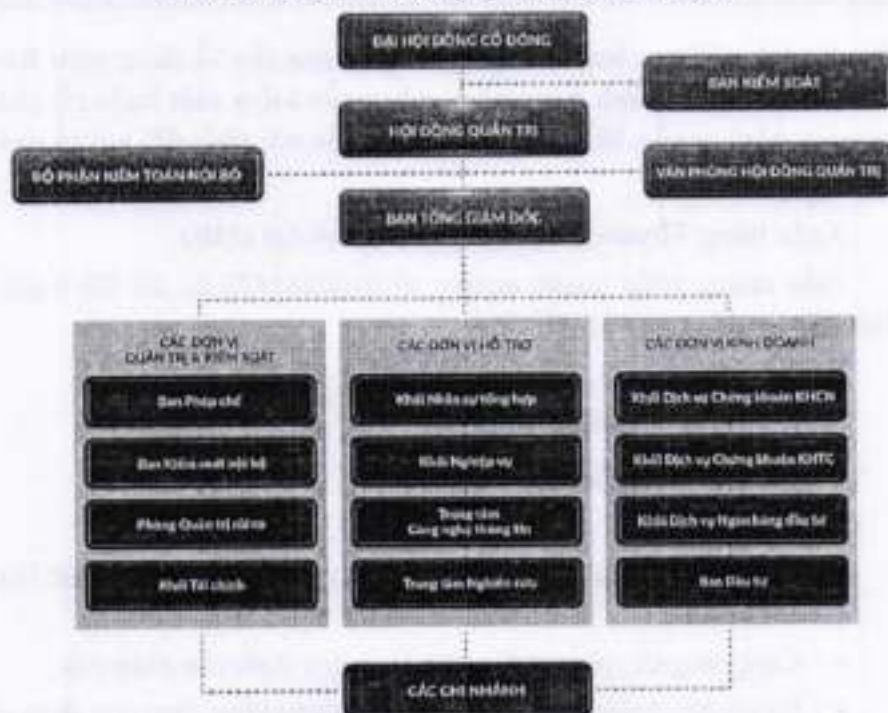 ĐẠI HỘI ĐỒNG CỔ ĐÔNG
BAN KIỂM SOÁT
HỘI ĐỒNG QUẢN TRỊ
BỘ PHẬN KIỂM TOÁN NỘI BỘ
VĂN PHÒNG HỘI ĐỒNG QUẢN TRỊ
BAN TỔNG GIÁM ĐỐC
CÁC ĐƠN VỊ
QUẢN TRỊ & KIỂM SOÁT
Ban Pháp chế
Ban Kiểm soát nội bộ
Phòng Quản trị rủi ro
Khối Tài chính
CÁC ĐƠN VỊ HỖ TRỢ
Khối Nhân sự tổng hợp
Khối Nghiệp vụ
Trung tâm
Công nghệ thông tin
Trung tâm Nghiên cứu
CÁC ĐƠN VỊ KINH DOANH
Khối Dịch vụ Chứng khoán KHCN
Khối Dịch vụ Chứng khoán KHTC
Khối Dịch vụ Ngân hàng đầu tư
Ban Đầu tư
CÁC CHI NHÁNH